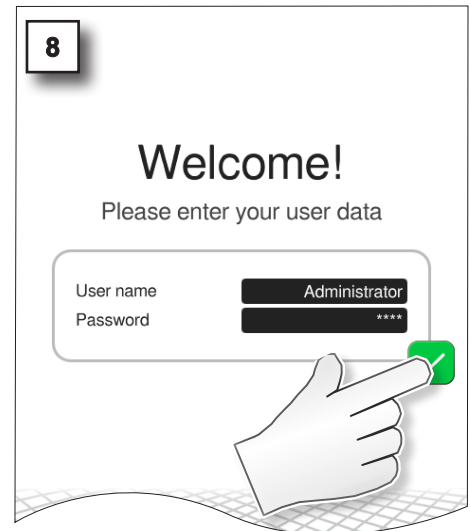 8
Welcome!
Please enter your user data
User name Administrator
Password ****